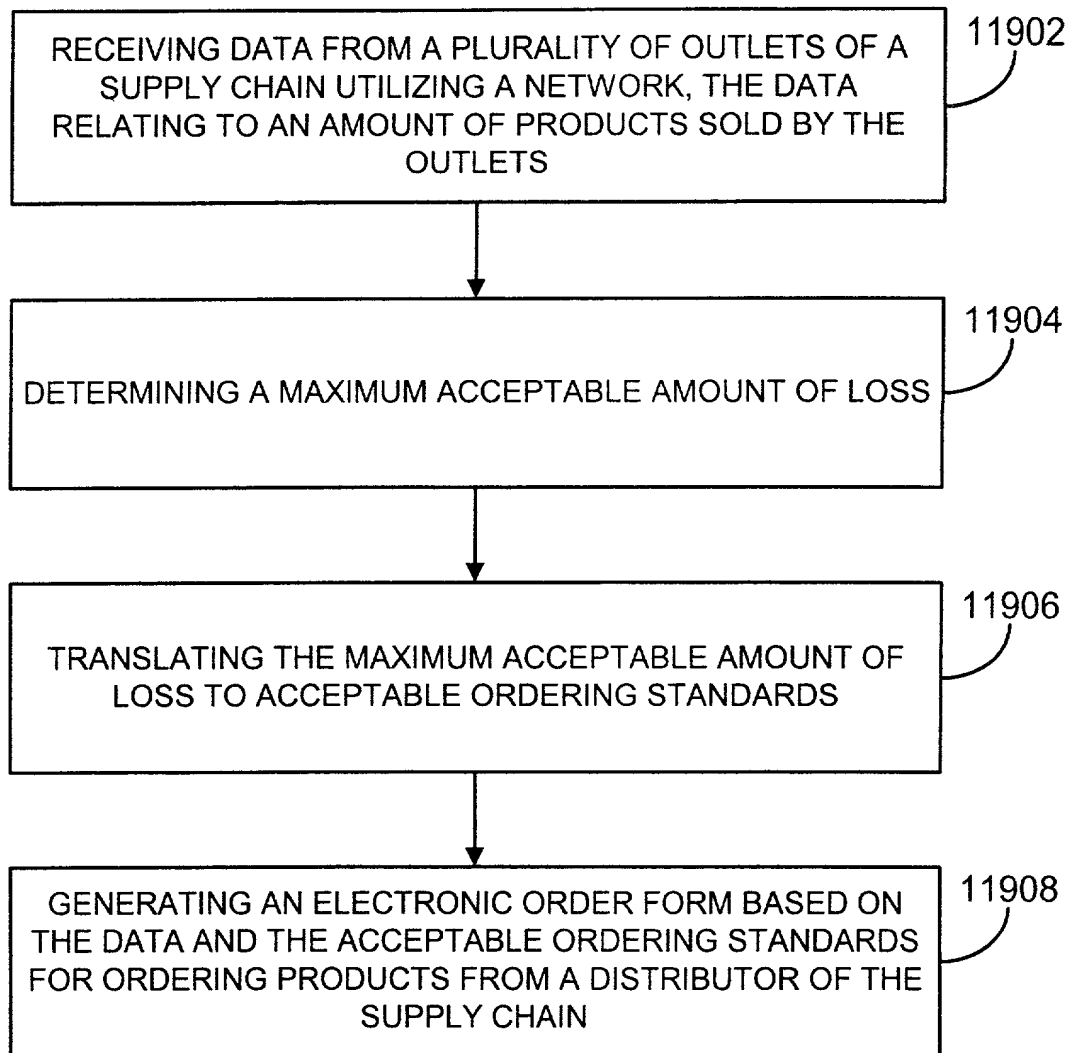 11902
RECEIVING DATA FROM A PLURALITY OF OUTLETS OF A
SUPPLY CHAIN UTILIZING A NETWORK, THE DATA
RELATING TO AN AMOUNT OF PRODUCTS SOLD BY THE
OUTLETS
11904
DETERMINING A MAXIMUM ACCEPTABLE AMOUNT OF LOSS
11906
TRANSLATING THE MAXIMUM ACCEPTABLE AMOUNT OF
LOSS TO ACCEPTABLE ORDERING STANDARDS
11908
GENERATING AN ELECTRONIC ORDER FORM BASED ON
THE DATA AND THE ACCEPTABLE ORDERING STANDARDS
FOR ORDERING PRODUCTS FROM A DISTRIBUTOR OF THE
SUPPLY CHAIN